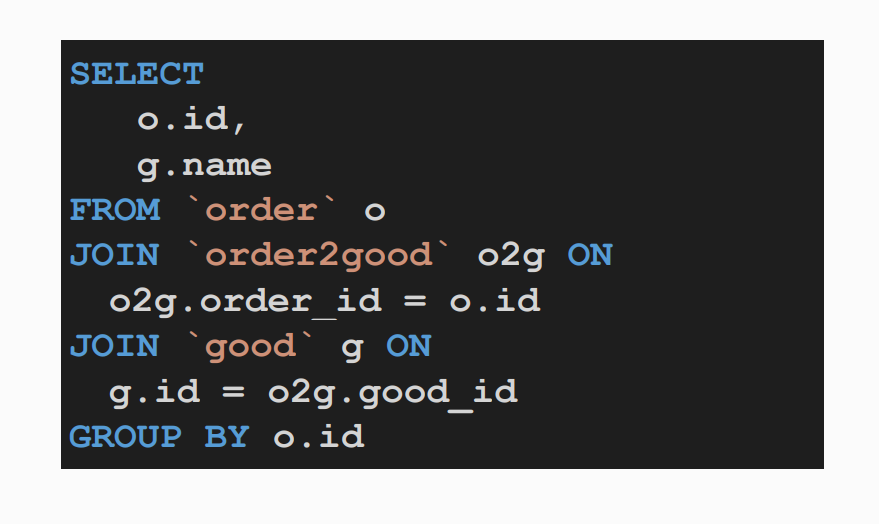 SELECT
o.id,
g.name
FROM `order` o
JOIN `order2good` o2g ON
o2g.order_id = o.id
JOIN `good` g ON
g.id = o2g.good_id
GROUP BY o.id